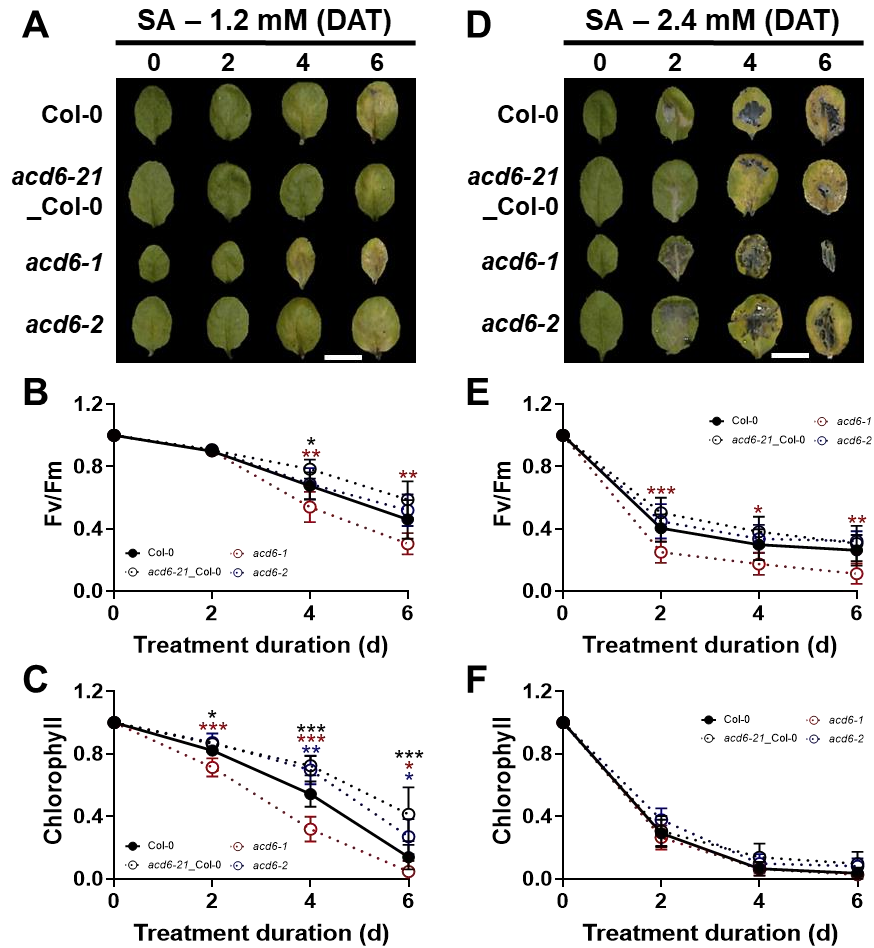 A
SA – 1.2 mM (DAT)
0 2 4 6
Col-0
acd6-21
_Col-0
acd6-1
acd6-2
B
1.2
0.8
0.4
0.0
Fv/Fm
*
**
**
Col-0
acd6-1
acd6-21_Col-0
acd6-2
0 2 4 6
Treatment duration (d)
C
1.2
0.8
0.4
0.0
Chlorophyll
*
***
***
***
**
***
*
*
Col-0
acd6-1
acd6-21_Col-0
acd6-2
0 2 4 6
Treatment duration (d)
D
SA – 2.4 mM (DAT)
0 2 4 6
Col-0
acd6-21
_Col-0
acd6-1
acd6-2
E
1.2
0.8
0.4
0.0
Fv/Fm
Col-0
acd6-1
acd6-21_Col-0
acd6-2
***
*
**
0 2 4 6
Treatment duration (d)
F
1.2
0.8
0.4
0.0
Chlorophyll
Col-0
acd6-1
acd6-21_Col-0
acd6-2
0 2 4 6
Treatment duration (d)